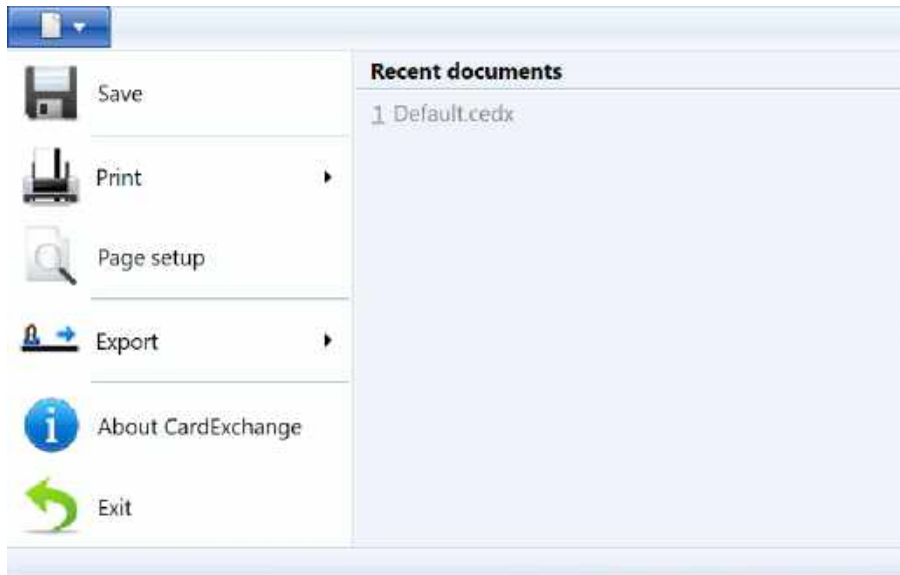 Save
Print
Page setup
Export
About CardExchange
Exit
Recent documents
1 Default.cedx